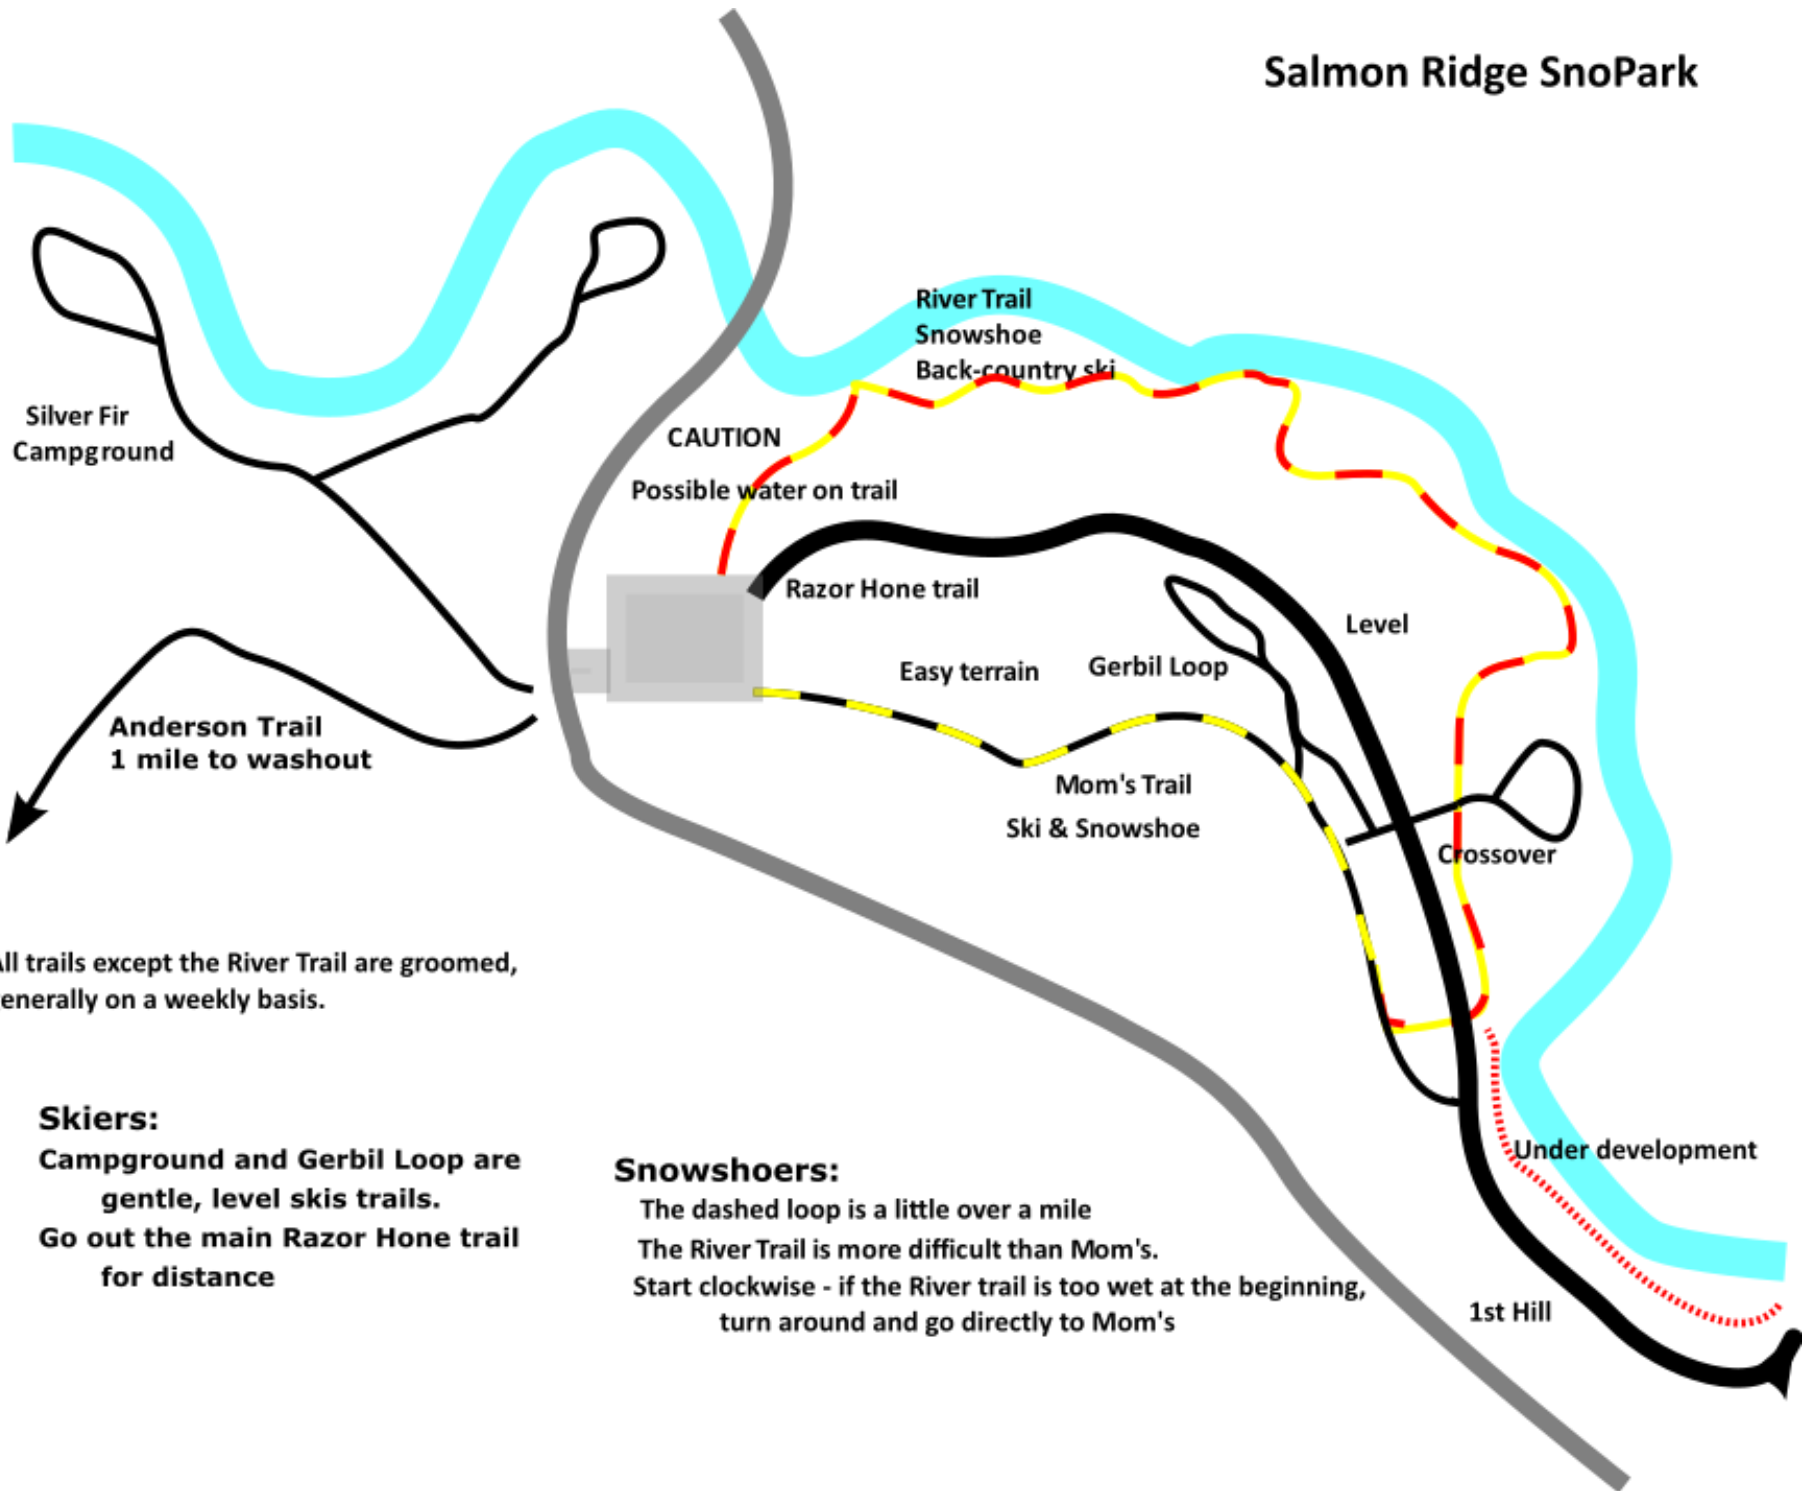 Salmon Ridge SnoPark
River Trail
Snowshoe
Back-country ski
Silver Fir
Campground
CAUTION
Possible water on trail
Razor Hone trail
Level
Easy terrain
Gerbil Loop
Anderson Trail
1 mile to washout
Mom's Trail
Ski & Snowshoe
Crossover
All trails except the River Trail are groomed,
enerally on a weekly basis.
Skiers:
Campground and Gerbil Loop are
gentle, level skis trails.
Go out the main Razor Hone trail
for distance
Under development
Snowshoers:
The dashed loop is a little over a mile
The River Trail is more difficult than Mom's.
Start clockwise - if the River trail is too wet at the beginning,
turn around and go directly to Mom's
1st Hill